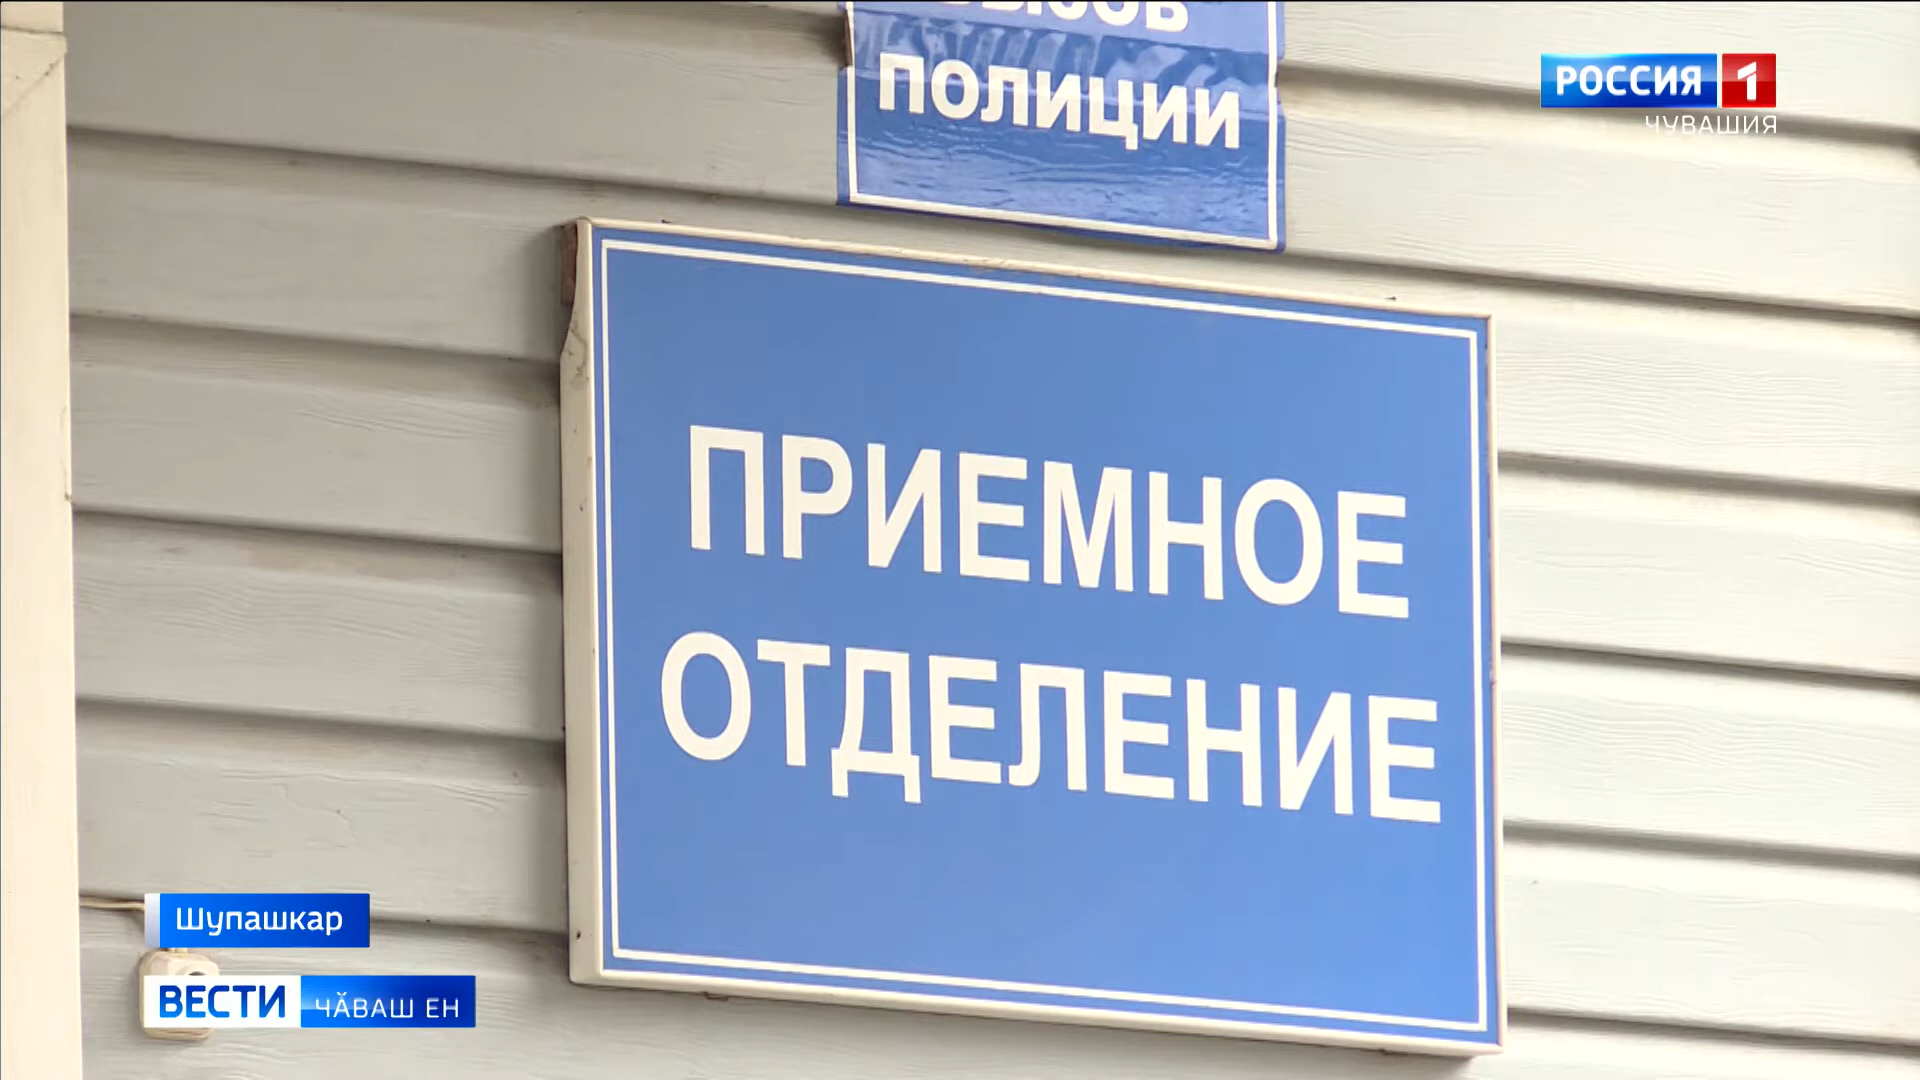 ПОЛИЦИИ
РОССИЯ 1
ЧУВАШИЯ
ПРИЕМНОЕ
ОТДЕЛЕНИЕ
Шупашкар
ВЕСТИ ЧӐВАШ ЕН